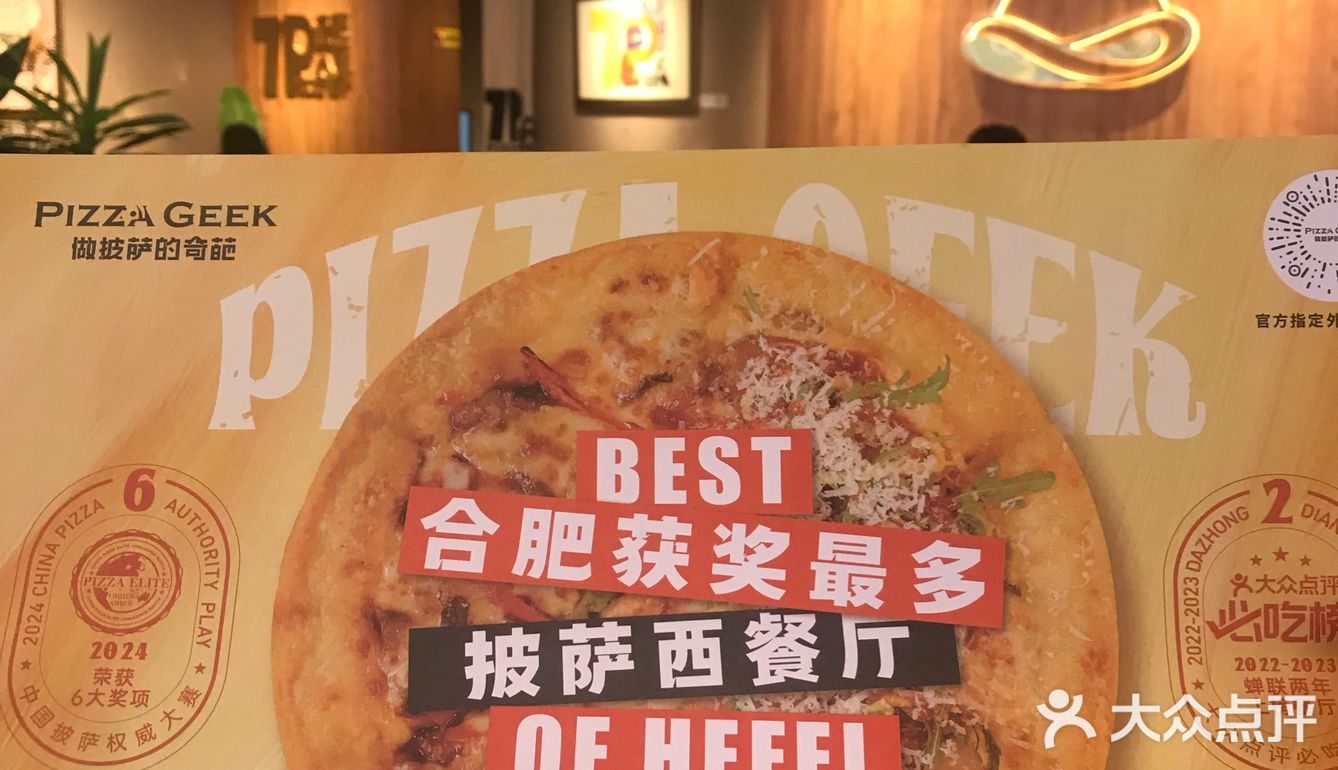 PIZZA GEEK
做披萨的奇葩
PIZZA GEEK
官方指定外
BEST
合肥获奖最多
披萨西餐厅
OF HEFEI
6
2024 CHINA PIZZA AUTHORITY PLAY
PIZZA ELITE
2024
荣获
6大奖项
中国披萨权威大赛
2
2022-2023 DAZHONG DIAN
大众点评
必吃榜
2022-2023
蝉联两年
大众点评